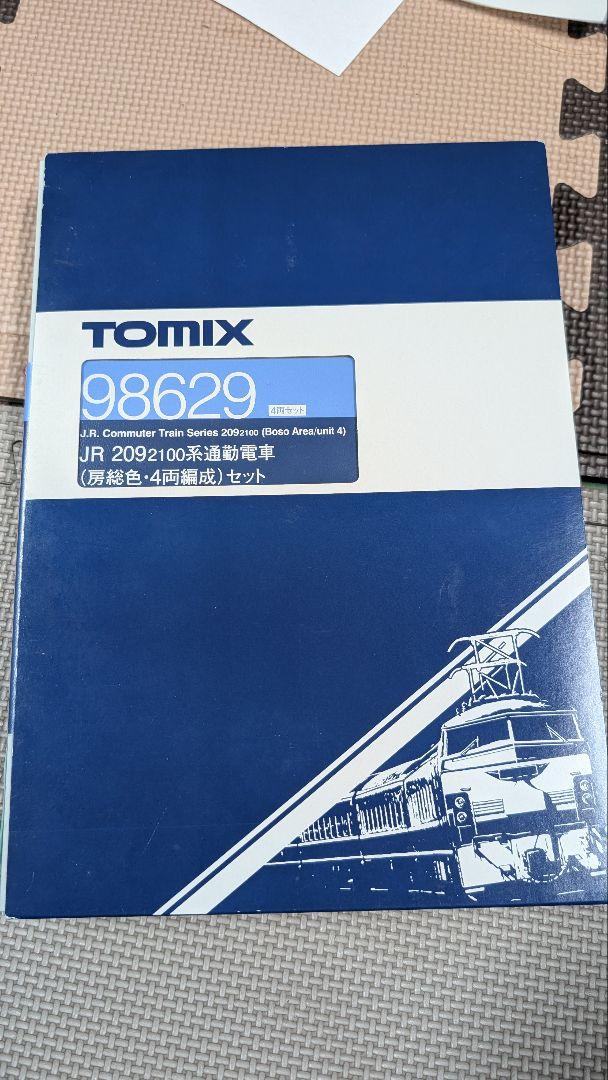 TOMIX
98629 4両セット
J.R. Commuter Train Series 2092100 (Boso Area/unit 4)
JR 2092100系通勤電車
(房総色・4両編成)セット